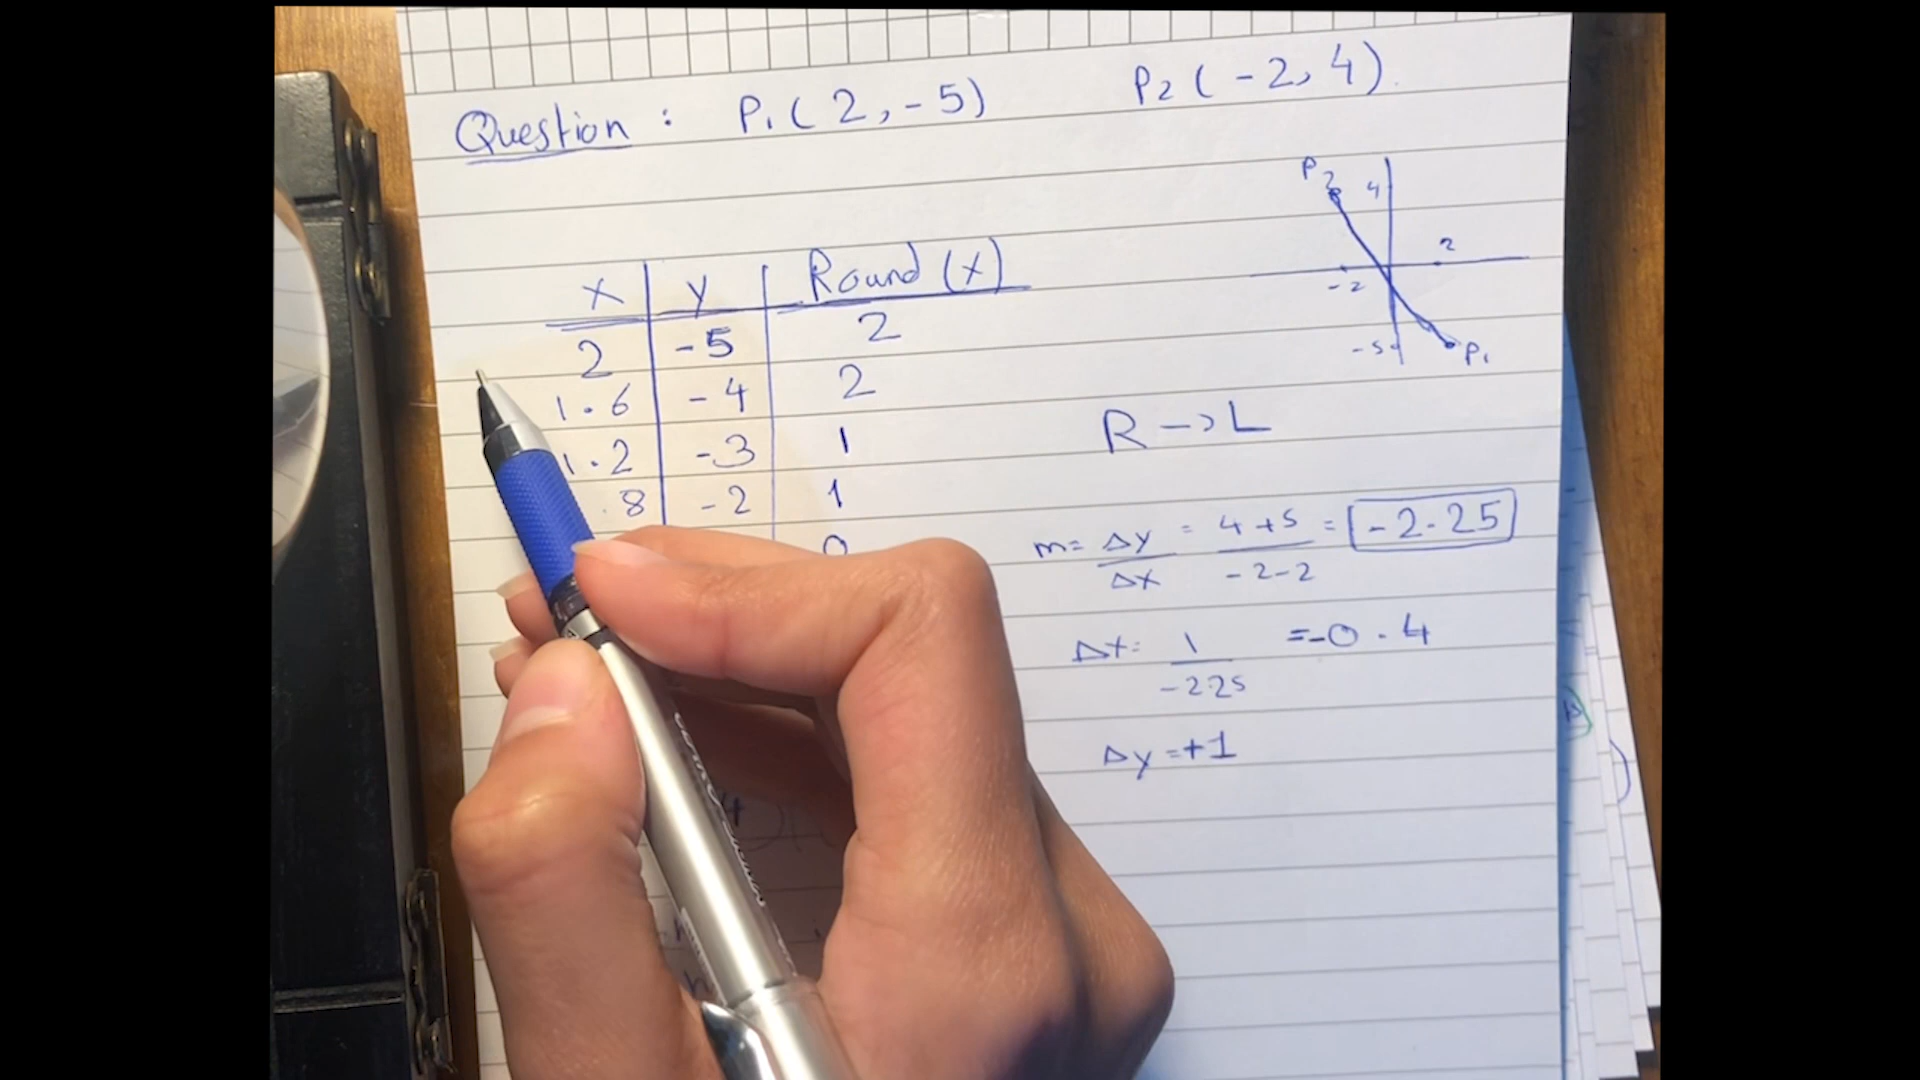 Question : P1 ( 2 , - 5 ) P2 ( - 2 , 4 ) .
P2 4
2
- 2
- 5 P1
x y Round (x)
2 -5 2
1.6 -4 2
1.2 -3 1
.8 -2 1
0
R -> L
m = Δy / Δx = 4+5 / -2-2 = -2.25
Δx = 1 / -2.25 = -0.4
Δy = +1